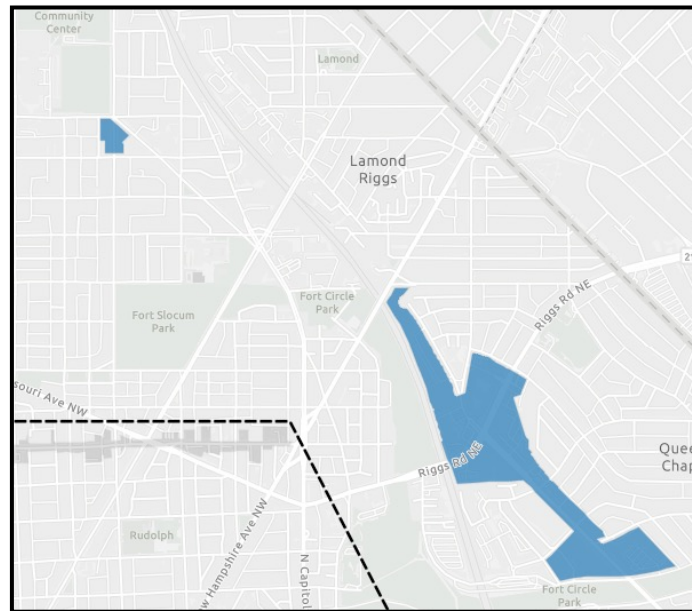 Community
Center
Lamond
Lamond
Riggs
Riggs Rd NE
Fort Circle
Park
Fort Slocum
Park
souri Ave NW
Riggs Rd NE
Quee
Chap
Rudolph
w Hampshire Ave NW
N Capitol
Fort Circle
Park